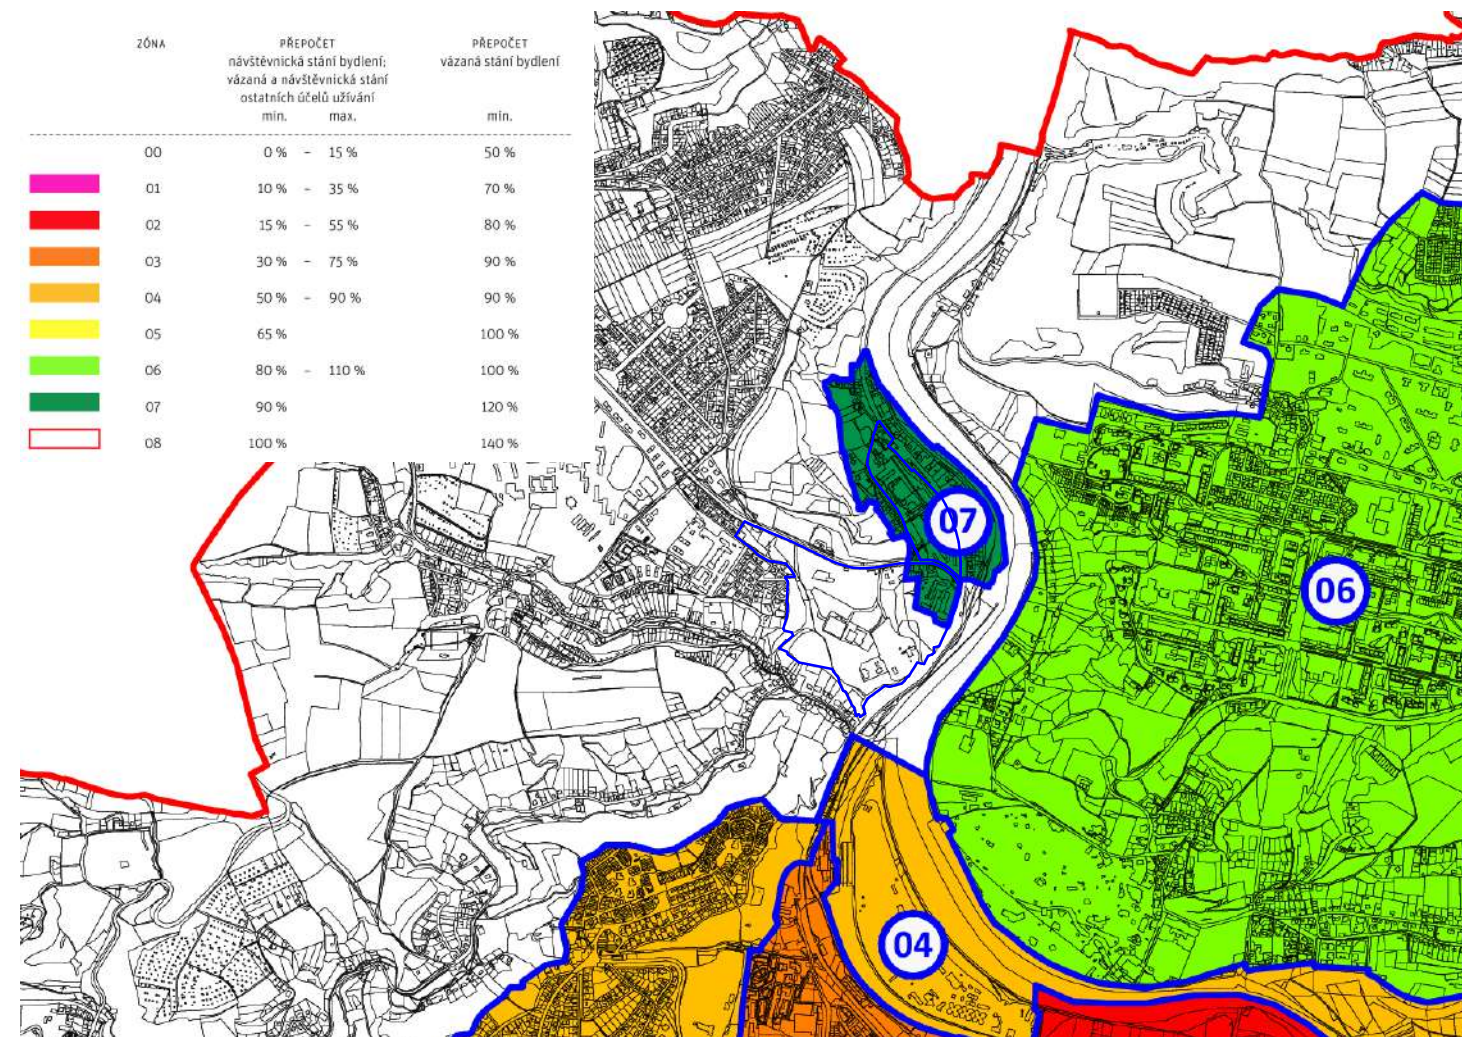 ZÓNA PŘEPOČET PŘEPOČET
návštěvnická stání bydlení; vázaná stání bydlení
vázaná a návštěvnická stání
ostatních účelů užívání
min. max. min.
00 0 % – 15 % 50 %
01 10 % – 35 % 70 %
02 15 % – 55 % 80 %
03 30 % – 75 % 90 %
04 50 % – 90 % 90 %
05 65 % 100 %
06 80 % – 110 % 100 %
07 90 % 120 %
08 100 % 140 %
07
06
04